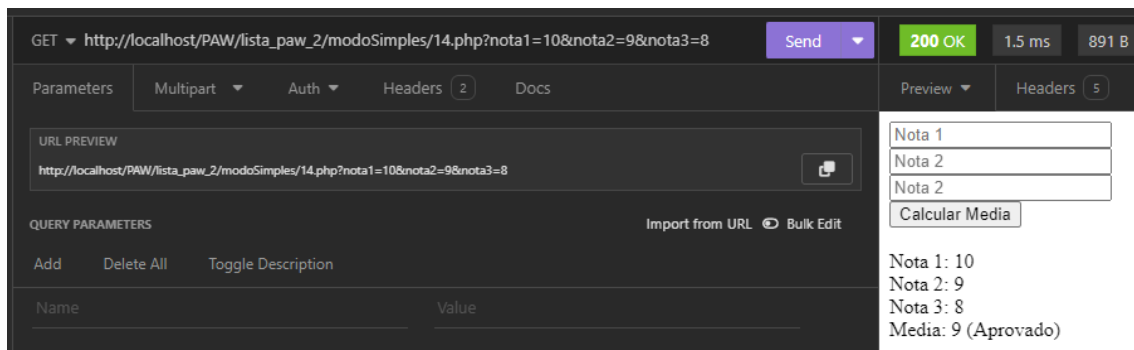 GET http://localhost/PAW/lista_paw_2/modoSimples/14.php?nota1=10&nota2=9&nota3=8 Send
200 OK 1.5 ms 891 B
Parameters Multipart Auth Headers 2 Docs
Preview Headers 5
URL PREVIEW
http://localhost/PAW/lista_paw_2/modoSimples/14.php?nota1=10&nota2=9&nota3=8
QUERY PARAMETERS
Import from URL Bulk Edit
Add Delete All Toggle Description
Name Value
Nota 1
Nota 2
Nota 2
Calcular Media
Nota 1: 10
Nota 2: 9
Nota 3: 8
Media: 9 (Aprovado)